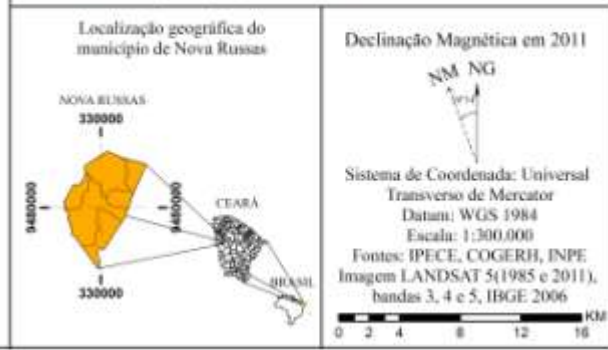 Localização geográfica do
município de Nova Russas
NOVA RUSSAS
330000
9480000
9480000
CEARÁ
330000
BRASIL
Declinação Magnética em 2011
NM NG
Sistema de Coordenada: Universal
Transverso de Mercator
Datum: WGS 1984
Escala: 1:300.000
Fontes: IPECE, COGERH, INPE
Imagem LANDSAT 5(1985 e 2011),
bandas 3, 4 e 5, IBGE 2006
KM
0 2 4 8 12 16